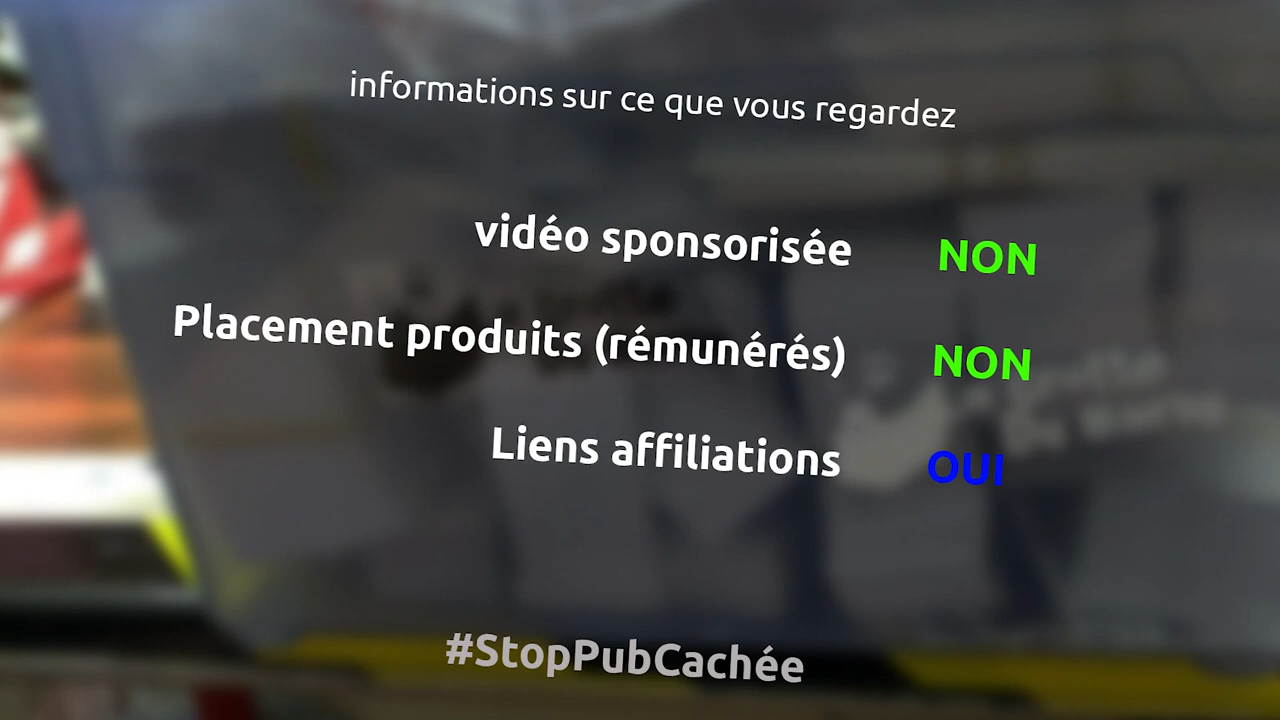 informations sur ce que vous regardez
vidéo sponsorisée NON
Placement produits (rémunérés) NON
Liens affiliations OUI
#StopPubCachée